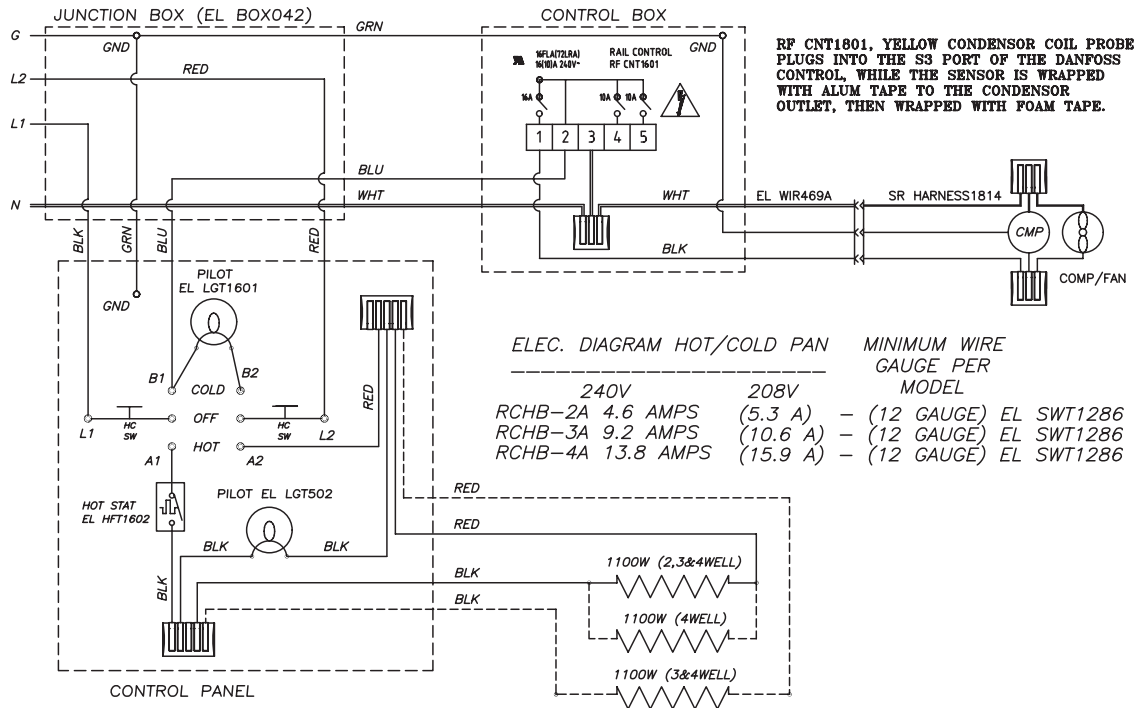 JUNCTION BOX (EL BOX042)
CONTROL BOX
G
GRN
GND
GND
L2
RED
L1
16FLA(72LRA)
16(10)A 240V~
RAIL CONTROL
RF CNT1601
16A
10A
10A
1 2 3 4 5
RF CNT1801, YELLOW CONDENSOR COIL PROBE
PLUGS INTO THE S3 PORT OF THE DANFOSS
CONTROL, WHILE THE SENSOR IS WRAPPED
WITH ALUM TAPE TO THE CONDENSOR
OUTLET, THEN WRAPPED WITH FOAM TAPE.
BLU
N
WHT
WHT
EL WIR469A
SR HARNESS1814
BLK
GRN
BLU
RED
BLK
CMP
COMP/FAN
PILOT
EL LGT1601
GND
B1
B2
COLD
OFF
HOT
L1
HC
SW
HC
SW
L2
A1
A2
RED
HOT STAT
EL HFT1602
PILOT EL LGT502
BLK
BLK
BLK
CONTROL PANEL
ELEC. DIAGRAM HOT/COLD PAN
MINIMUM WIRE
GAUGE PER
MODEL
240V
208V
RCHB-2A 4.6 AMPS (5.3 A) - (12 GAUGE) EL SWT1286
RCHB-3A 9.2 AMPS (10.6 A) - (12 GAUGE) EL SWT1286
RCHB-4A 13.8 AMPS (15.9 A) - (12 GAUGE) EL SWT1286
RED
RED
BLK
BLK
1100W (2,3&4WELL)
1100W (4WELL)
1100W (3&4WELL)